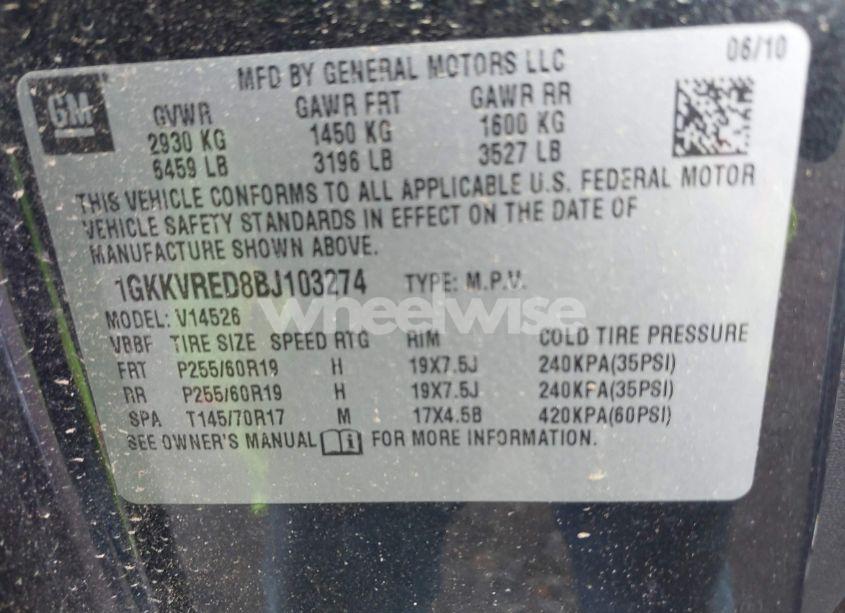 06/10
MFD BY GENERAL MOTORS LLC
GM
GVWR GAWR FRT GAWR RR
2930 KG 1450 KG 1600 KG
6459 LB 3196 LB 3527 LB
THIS VEHICLE CONFORMS TO ALL APPLICABLE U.S. FEDERAL MOTOR
VEHICLE SAFETY STANDARDS IN EFFECT ON THE DATE OF
MANUFACTURE SHOWN ABOVE.
1GKKVRED8BJ103274 TYPE: M.P.V.
wheelwise
MODEL: V14526
VBBF TIRE SIZE SPEED RTG RIM COLD TIRE PRESSURE
FRT P255/60R19 H 19X7.5J 240KPA(35PSI)
RR P255/60R19 H 19X7.5J 240KPA(35PSI)
SPA T145/70R17 M 17X4.5B 420KPA(60PSI)
SEE OWNER'S MANUAL FOR MORE INFORMATION.